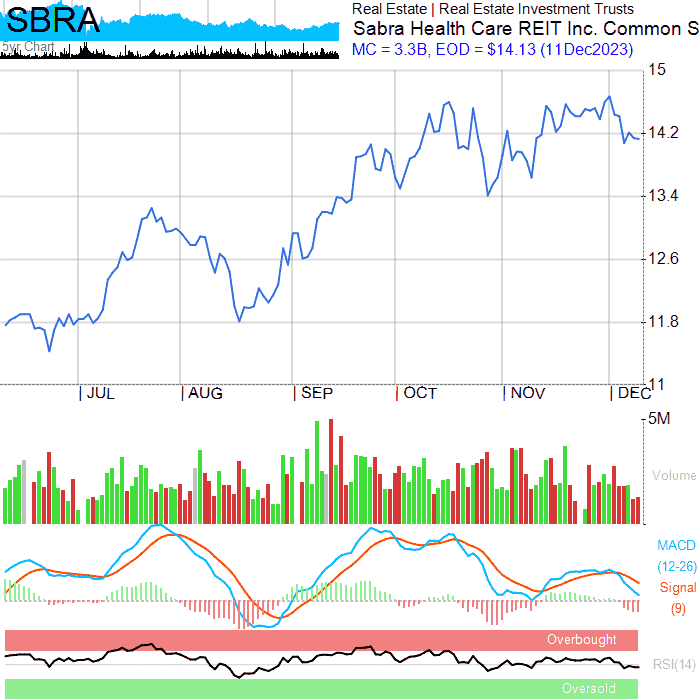 SBRA
5yr Chart
Real Estate | Real Estate Investment Trusts
Sabra Health Care REIT Inc. Common S
MC = 3.3B, EOD = $14.13 (11Dec2023)
15
14.2
13.4
12.6
11.8
11
JUL AUG SEP OCT NOV DEC
5M
Volume
MACD
(12-26)
Signal
(9)
Overbought
RSI(14)
Oversold